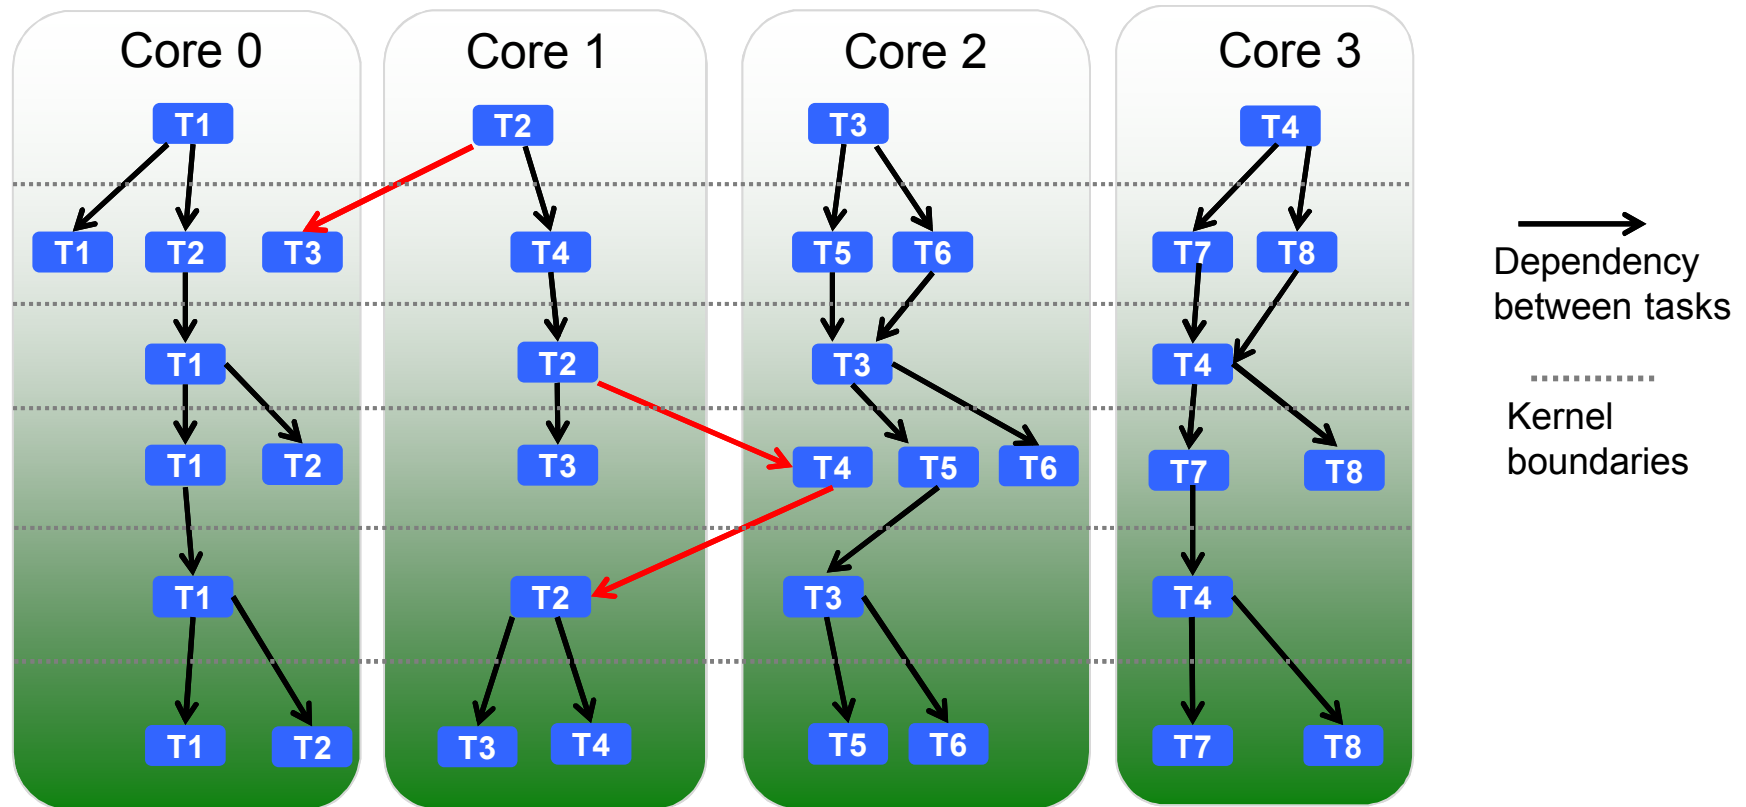 Core 0
Core 1
Core 2
Core 3
T1
T2
T3
T4
T1
T2
T3
T4
T5
T6
T7
T8
Dependency
between tasks
T1
T2
T3
T4
Kernel
boundaries
T1
T2
T3
T4
T5
T6
T7
T8
T1
T2
T3
T4
T1
T2
T3
T4
T5
T6
T7
T8